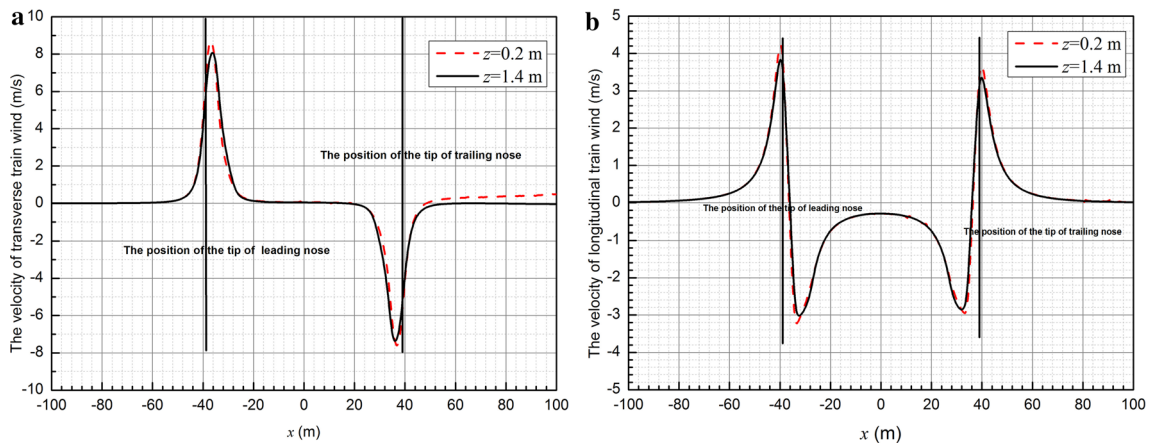 a
The velocity of transverse train wind (m/s)
10
8
6
4
2
0
-2
-4
-6
-8
-10
z=0.2 m
z=1.4 m
The position of the tip of trailing nose
The position of the tip of leading nose
-100 -80 -60 -40 -20 0 20 40 60 80 100
x (m)
b
The velocity of longitudinal train wind (m/s)
5
4
3
2
1
0
-1
-2
-3
-4
-5
z=0.2 m
z=1.4 m
The position of the tip of leading nose
The position of the tip of trailing nose
-100 -80 -60 -40 -20 0 20 40 60 80 100
x (m)